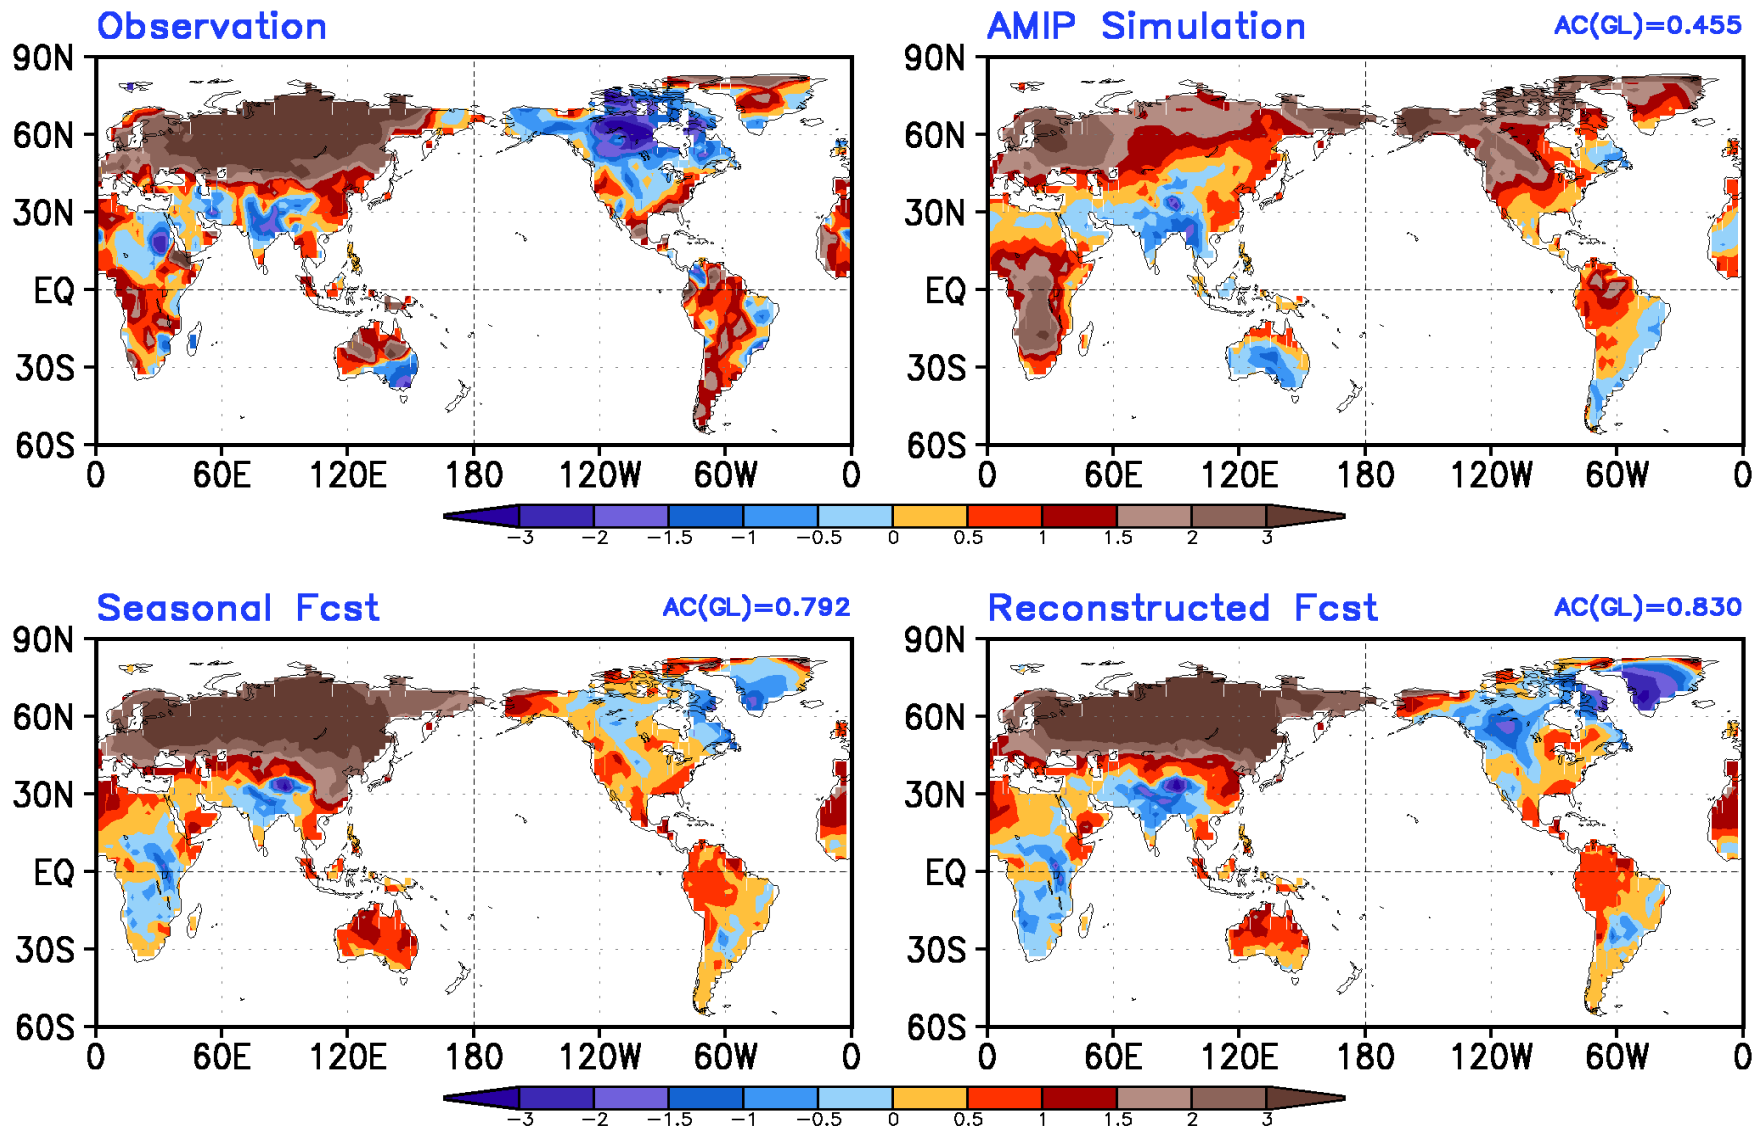 Observation
AMIP Simulation AC(GL)=0.455
90N
60N
30N
EQ
30S
60S
0 60E 120E 180 120W 60W 0
90N
60N
30N
EQ
30S
60S
0 60E 120E 180 120W 60W 0
-3 -2 -1.5 -1 -0.5 0 0.5 1 1.5 2 3
Seasonal Fcst AC(GL)=0.792
Reconstructed Fcst AC(GL)=0.830
90N
60N
30N
EQ
30S
60S
0 60E 120E 180 120W 60W 0
90N
60N
30N
EQ
30S
60S
0 60E 120E 180 120W 60W 0
-3 -2 -1.5 -1 -0.5 0 0.5 1 1.5 2 3